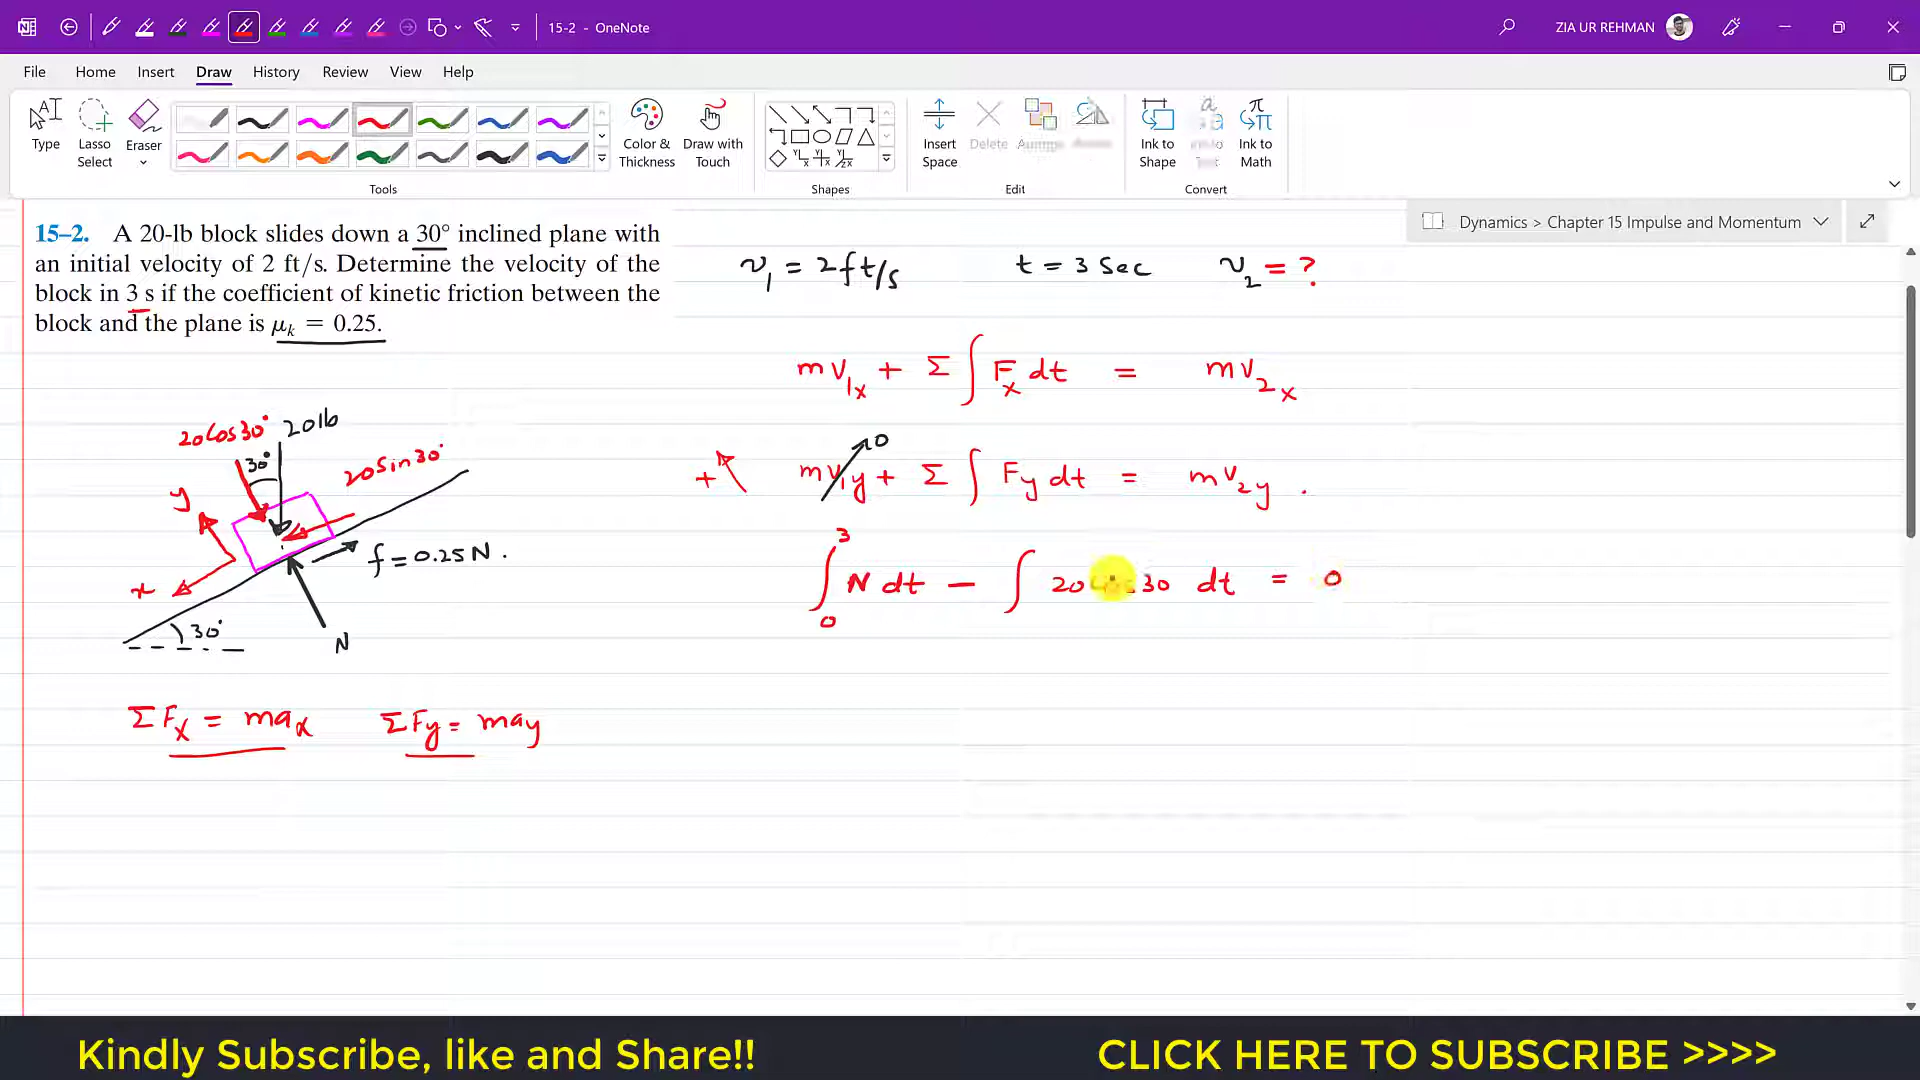 15-2 - OneNote
ZIA UR REHMAN
File Home Insert Draw History Review View Help
Type
Lasso Select
Eraser
Color & Thickness
Draw with Touch
Insert Space
Delete
Ink to Shape
Ink to Math
Tools
Shapes
Edit
Convert
Dynamics > Chapter 15 Impulse and Momentum
15–2. A 20-lb block slides down a 30° inclined plane with
an initial velocity of 2 ft/s. Determine the velocity of the
block in 3 s if the coefficient of kinetic friction between the
block and the plane is μk = 0.25.
v1 = 2ft/s t = 3 Sec v2 = ?
mv1x + Σ ∫ Fx dt = mv2x
+ mv1y + Σ ∫ Fy dt = mv2y .
0
∫ 3 0 N dt − ∫ 20 30 dt = 0
20Cos30° 20lb
30°
20Sin30°
y
x
f = 0.25N .
30°
N
ΣFx = max ΣFy = may
Kindly Subscribe, like and Share!!
CLICK HERE TO SUBSCRIBE >>>>